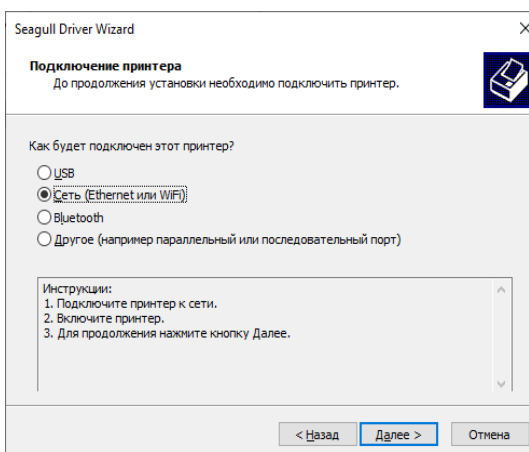 Seagull Driver Wizard
Подключение принтера
До продолжения установки необходимо подключить принтер.
Как будет подключен этот принтер?
USB
Сеть (Ethernet или WiFi)
Bluetooth
Другое (например параллельный или последовательный порт)
Инструкции:
1. Подключите принтер к сети.
2. Включите принтер.
3. Для продолжения нажмите кнопку Далее.
< Назад
Далее >
Отмена